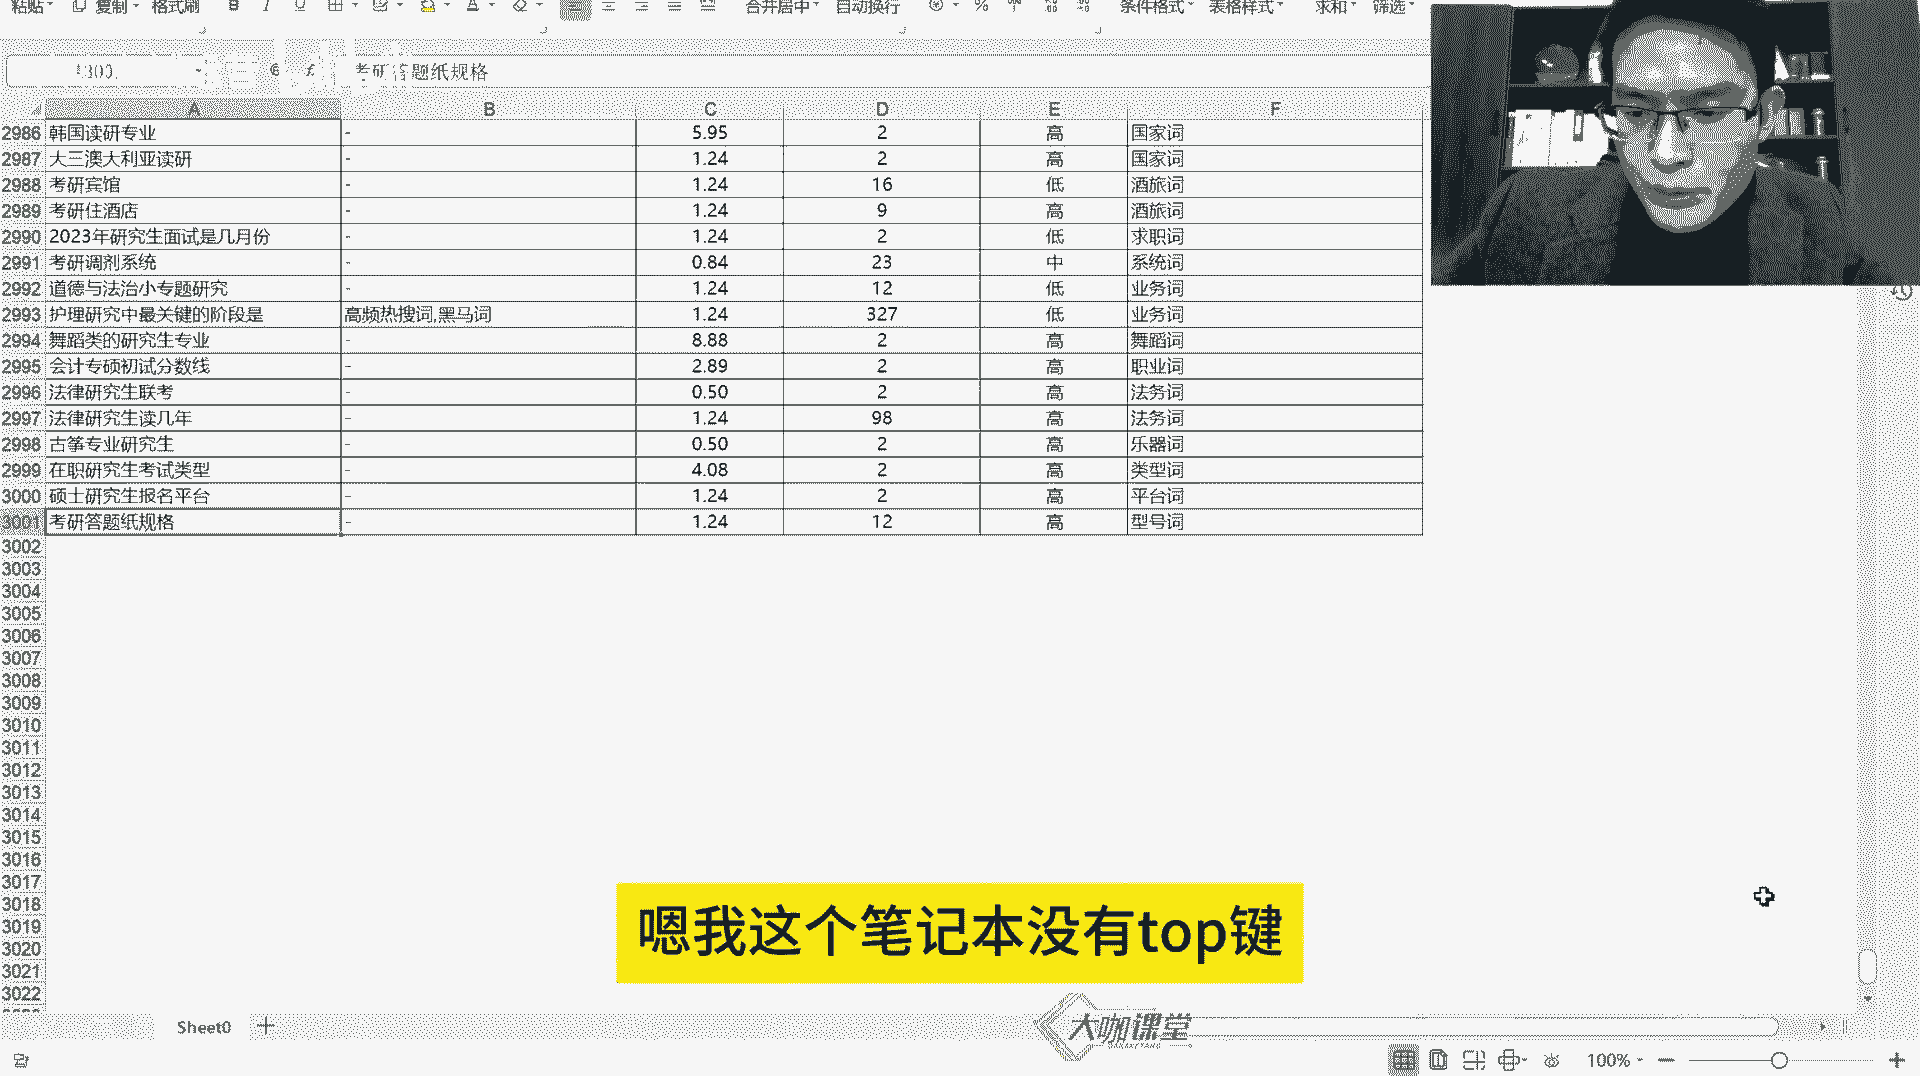 粘贴 复制 格式刷 B I U A 合并居中 自动换行 % 条件格式 表格样式 求和 筛选
考研答题纸规格
A B C D E F
2986 韩国读研专业 - 5.95 2 高 国家词
2987 大三澳大利亚读研 - 1.24 2 高 国家词
2988 考研宾馆 - 1.24 16 低 酒旅词
2989 考研住酒店 - 1.24 9 高 酒旅词
2990 2023年研究生面试是几月份 - 1.24 2 低 求职词
2991 考研调剂系统 - 0.84 23 中 系统词
2992 道德与法治小专题研究 - 1.24 12 低 业务词
2993 护理研究中最关键的阶段是 高频热搜词,黑马词 1.24 327 低 业务词
2994 舞蹈类的研究生专业 - 8.88 2 高 舞蹈词
2995 会计专硕初试分数线 - 2.89 2 高 职业词
2996 法律研究生联考 - 0.50 2 高 法务词
2997 法律研究生读几年 - 1.24 98 高 法务词
2998 古筝专业研究生 - 0.50 2 高 乐器词
2999 在职研究生考试类型 - 4.08 2 高 类型词
3000 硕士研究生报名平台 - 1.24 2 高 平台词
3001 考研答题纸规格 - 1.24 12 高 型号词
3002
3003
3004
3005
3006
3007
3008
3009
3010
3011
3012
3013
3014
3015
3016
3017
3018
3019
3020
3021
3022
嗯我这个笔记本没有top键
Sheet0
大咖课堂
100%